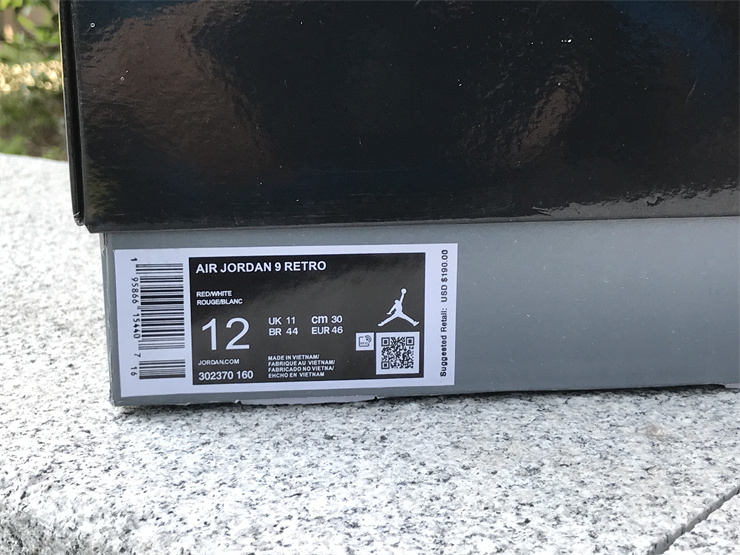 1 95866 15440 7 16
AIR JORDAN 9 RETRO
RED/WHITE
ROUGE/BLANC
12
UK 11 cm 30
BR 44 EUR 46
JORDAN.COM
302370 160
MADE IN VIETNAM/
FABRIQUE AU VIETNAM/
FABRICADO NO VIETNA/
EHCHO EN VIETNAM
Suggested Retail: USD $190.00